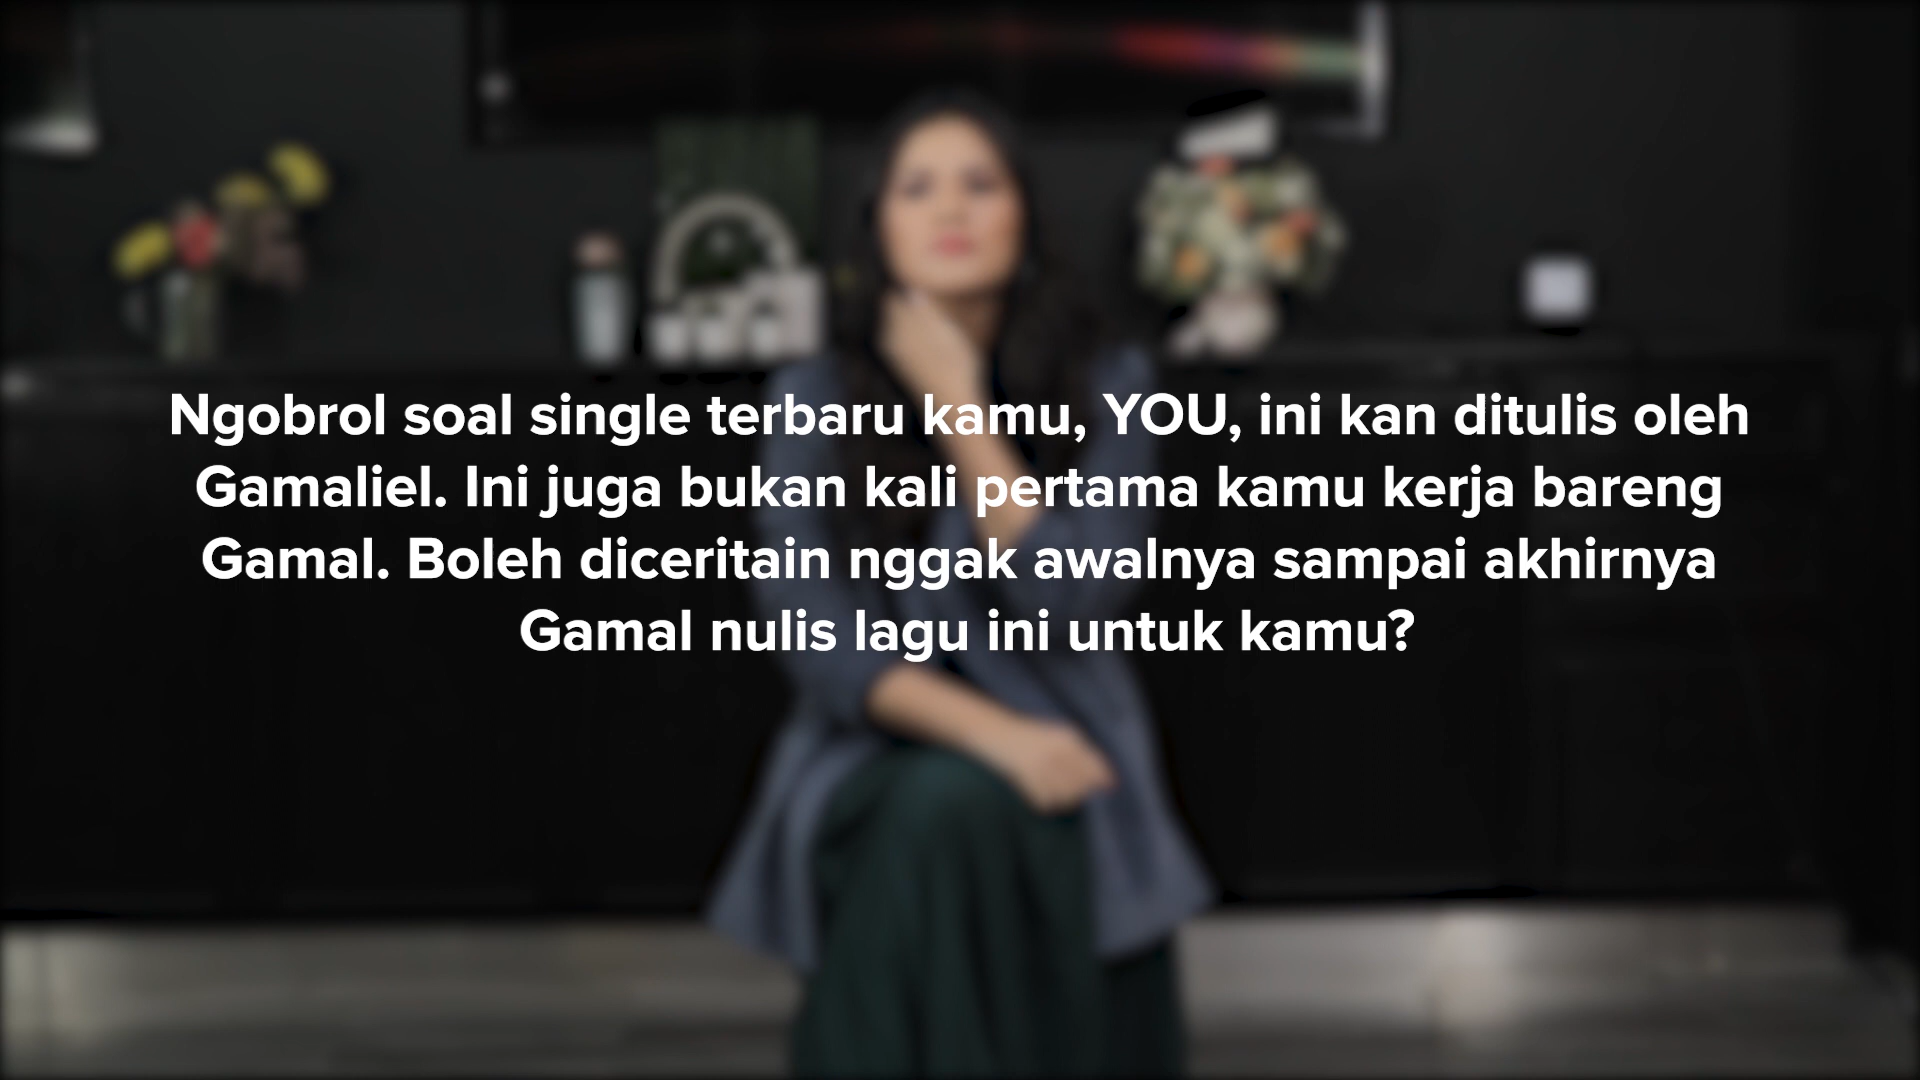 Ngobrol soal single terbaru kamu, YOU, ini kan ditulis oleh
Gamaliel. Ini juga bukan kali pertama kamu kerja bareng
Gamal. Boleh diceritain nggak awalnya sampai akhirnya
Gamal nulis lagu ini untuk kamu?